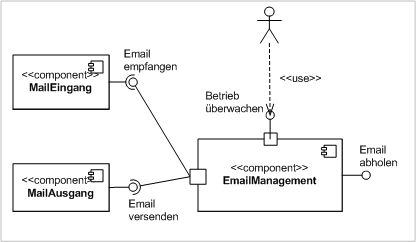 Email
empfangen
<<component>>
MailEingang
<<use>>
Betrieb
überwachen
<<component>>
EmailManagement
Email
abholen
<<component>>
MailAusgang
Email
versenden